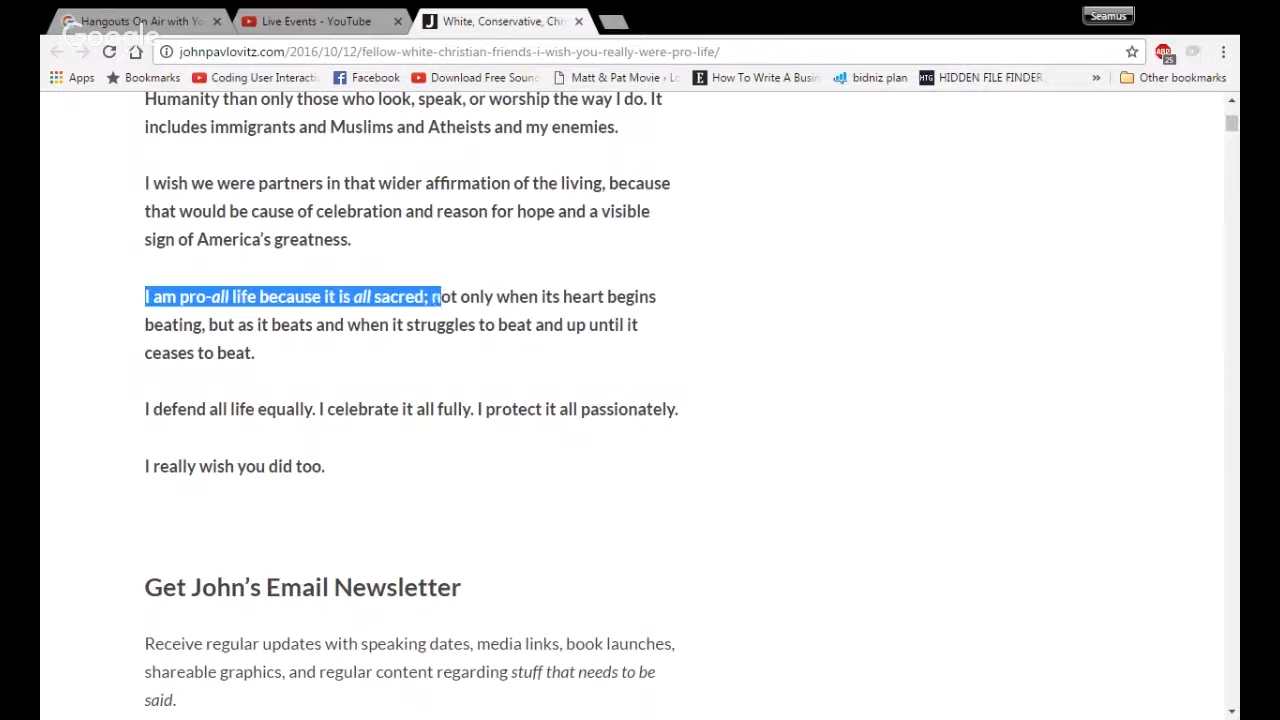 Hangouts On Air with Yo
Live Events - YouTube
White, Conservative, Chr
Seamus
Google
johnpavlovitz.com/2016/10/12/fellow-white-christian-friends-i-wish-you-really-were-pro-life/
ABP
25
Apps
Bookmarks
Coding User Interacti
Facebook
Download Free Soun
Matt & Pat Movie › Lo
E How To Write A Busin
bidniz plan
HTG HIDDEN FILE FINDER
»
Other bookmarks
Humanity than only those who look, speak, or worship the way I do. It
includes immigrants and Muslims and Atheists and my enemies.
I wish we were partners in that wider affirmation of the living, because
that would be cause of celebration and reason for hope and a visible
sign of America's greatness.
I am pro-all life because it is all sacred; not only when its heart begins
beating, but as it beats and when it struggles to beat and up until it
ceases to beat.
I defend all life equally. I celebrate it all fully. I protect it all passionately.
I really wish you did too.
Get John's Email Newsletter
Receive regular updates with speaking dates, media links, book launches,
shareable graphics, and regular content regarding stuff that needs to be
said.